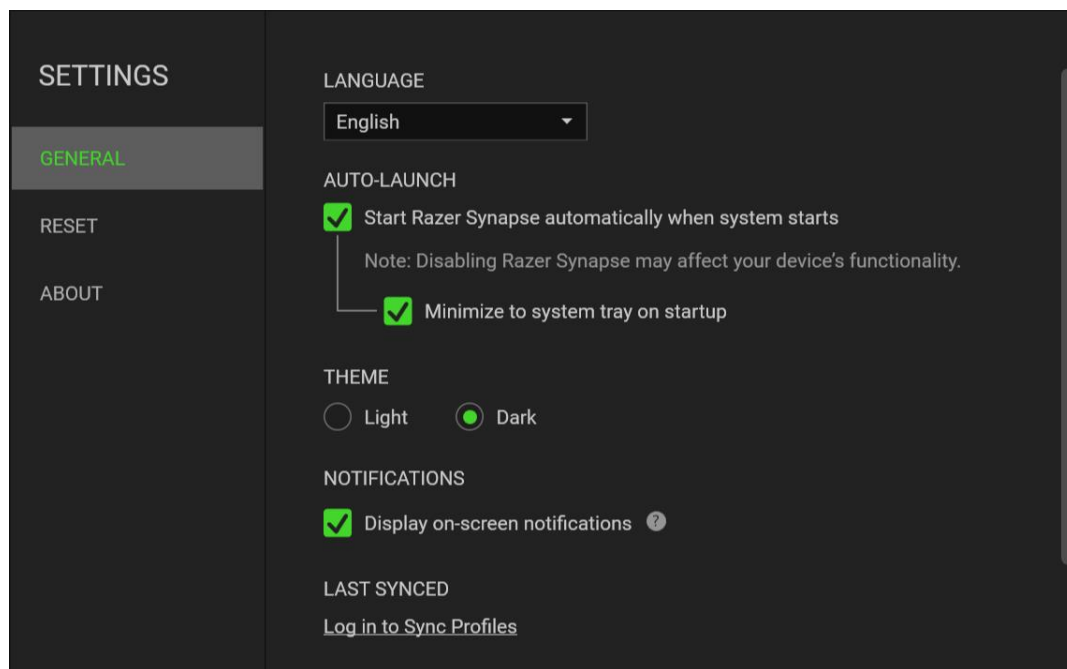 SETTINGS
GENERAL
RESET
ABOUT
LANGUAGE
English
AUTO-LAUNCH
Start Razer Synapse automatically when system starts
Note: Disabling Razer Synapse may affect your device’s functionality.
Minimize to system tray on startup
THEME
Light
Dark
NOTIFICATIONS
Display on-screen notifications ?
LAST SYNCED
Log in to Sync Profiles